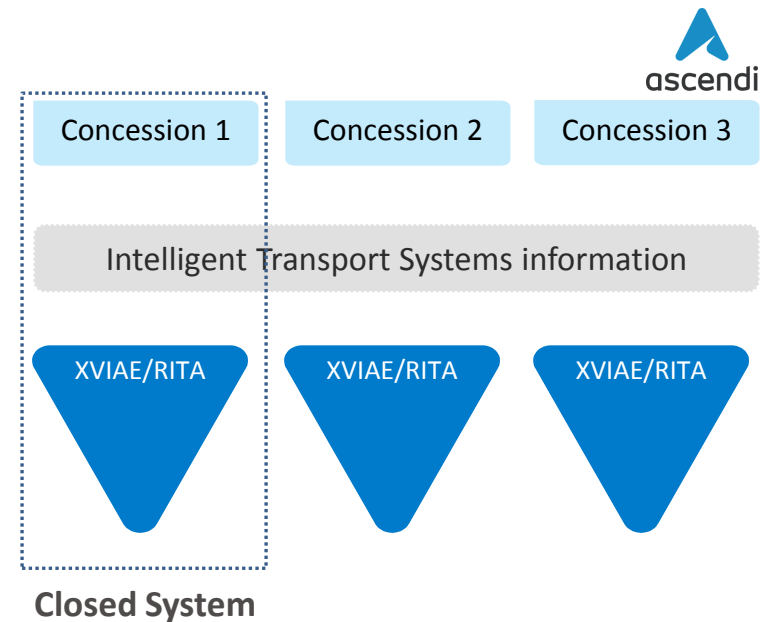 ascendi
Concession 1
Concession 2
Concession 3
Intelligent Transport Systems information
XVIAE/RITA
XVIAE/RITA
XVIAE/RITA
Closed System